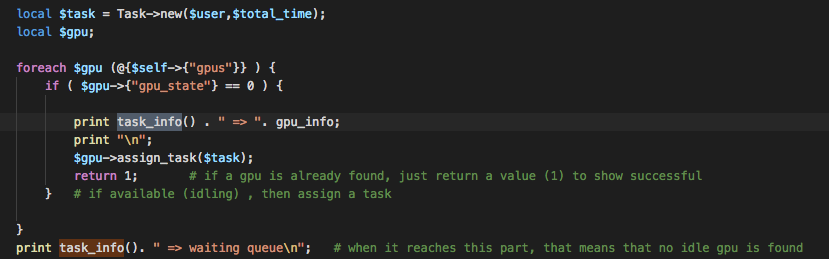 local $task = Task->new($user,$total_time);
local $gpu;
foreach $gpu (@{$self->{"gpus"}} ) {
if ( $gpu->{"gpu_state"} == 0 ) {
print task_info() . " => ". gpu_info;
print "\n";
$gpu->assign_task($task);
return 1; # if a gpu is already found, just return a value (1) to show successful
} # if available (idling) , then assign a task
}
print task_info(). " => waiting queue\n"; # when it reaches this part, that means that no idle gpu is found